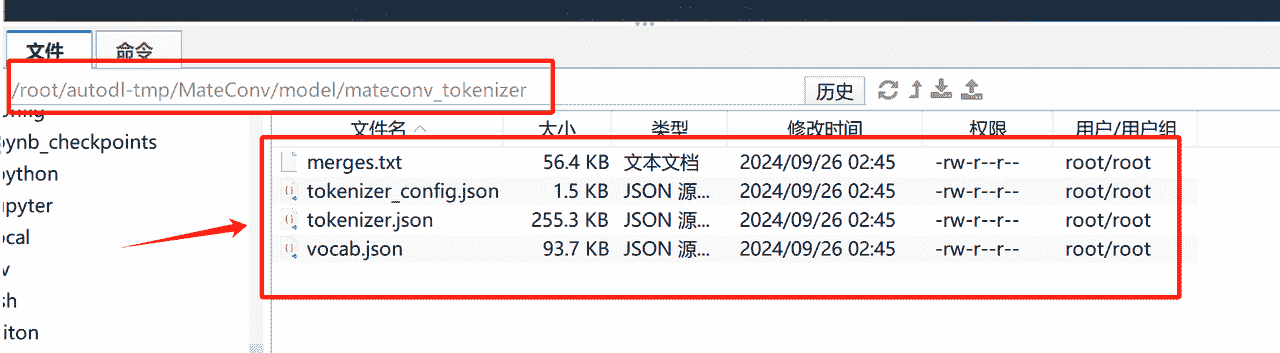 文件 命令
/root/autodl-tmp/MateConv/model/mateconv_tokenizer 历史
文件名 大小 类型 修改时间 权限 用户/用户组
ynb_checkpoints
merges.txt 56.4 KB 文本文档 2024/09/26 02:45 -rw-r--r-- root/root
ython
tokenizer_config.json 1.5 KB JSON 源... 2024/09/26 02:45 -rw-r--r-- root/root
upyter
tokenizer.json 255.3 KB JSON 源... 2024/09/26 02:45 -rw-r--r-- root/root
cal
vocab.json 93.7 KB JSON 源... 2024/09/26 02:45 -rw-r--r-- root/root
sh
iton